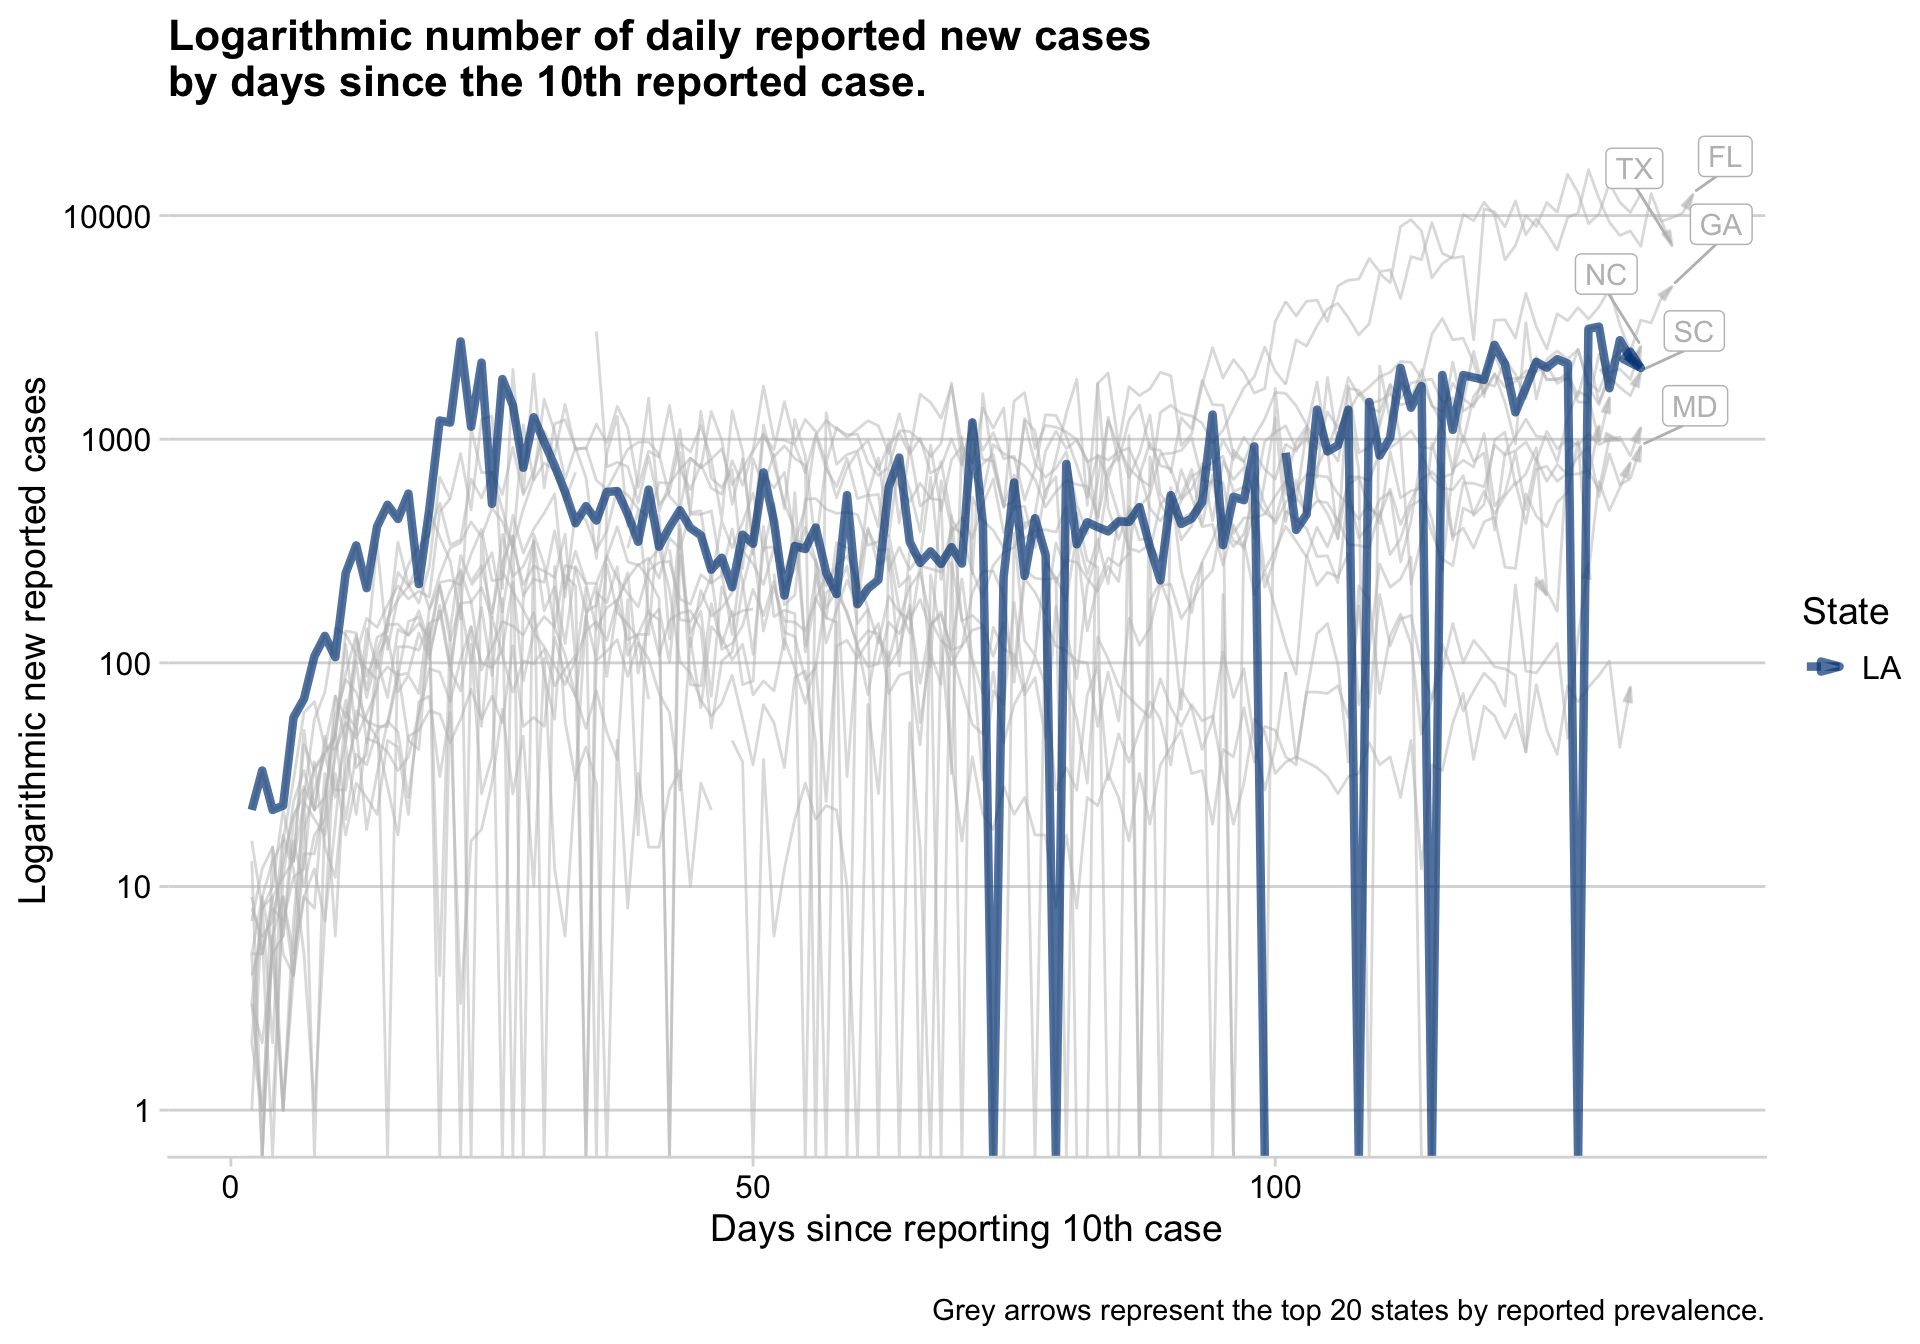 Logarithmic number of daily reported new cases
by days since the 10th reported case.
Logarithmic new reported cases
10000
1000
100
10
1
TX
FL
GA
NC
SC
MD
State
LA
0
50
100
Days since reporting 10th case
Grey arrows represent the top 20 states by reported prevalence.